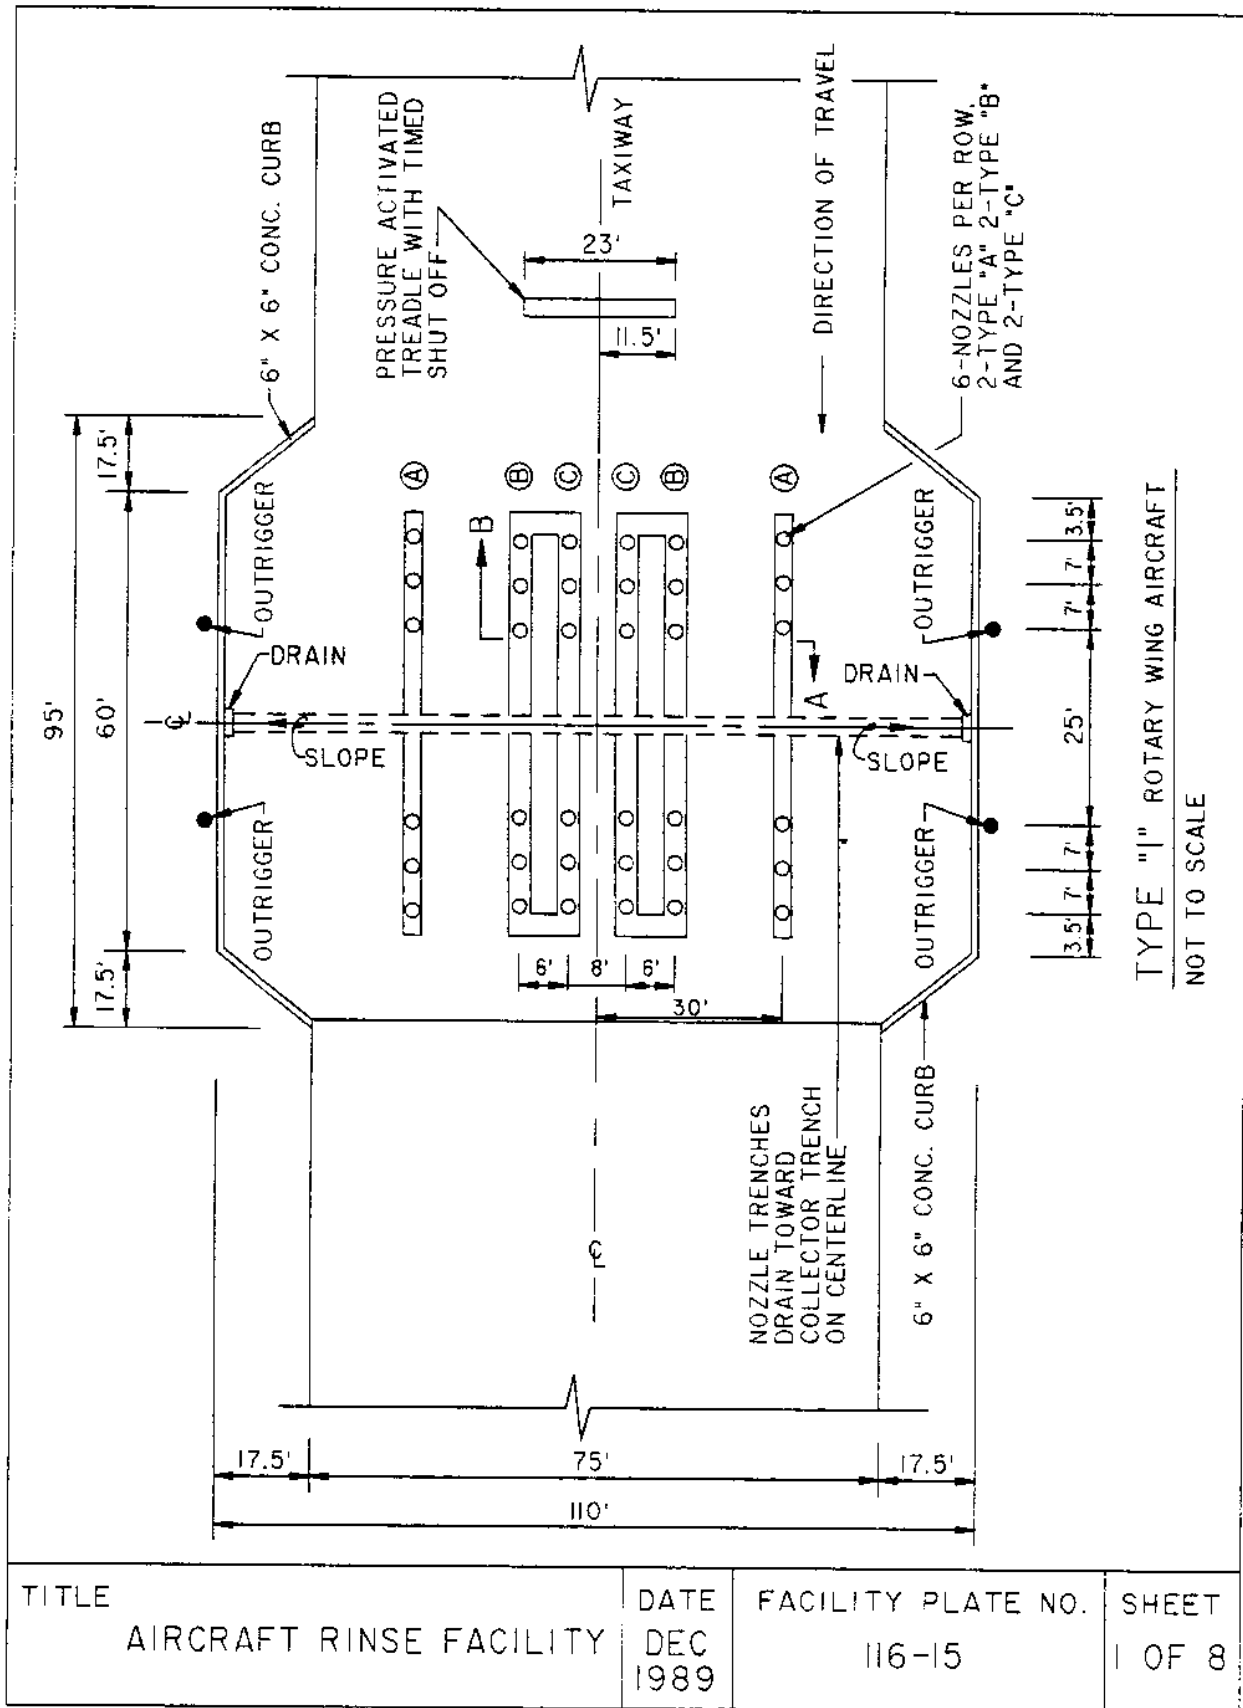 PRESSURE ACTIVATED
TREADLE WITH TIMED
SHUT OFF
TAXIWAY
DIRECTION OF TRAVEL
6" X 6" CONC. CURB
6-NOZZLES PER ROW,
2-TYPE "A" 2-TYPE "B"
AND 2-TYPE "C"
23'
11.5'
95'
17.5'
60'
17.5'
A
B
C
C
B
A
B
A
OUTRIGGER
OUTRIGGER
DRAIN
DRAIN
SLOPE
SLOPE
℄
OUTRIGGER
OUTRIGGER
3.5'
7'
7'
25'
7'
7'
3.5'
6'
8'
6'
30'
TYPE "I" ROTARY WING AIRCRAFT
NOT TO SCALE
NOZZLE TRENCHES
DRAIN TOWARD
COLLECTOR TRENCH
ON CENTERLINE
6" X 6" CONC. CURB
℄
17.5'
75'
17.5'
110'
TITLE
AIRCRAFT RINSE FACILITY
DATE
DEC
1989
FACILITY PLATE NO.
116-15
SHEET
1 OF 8